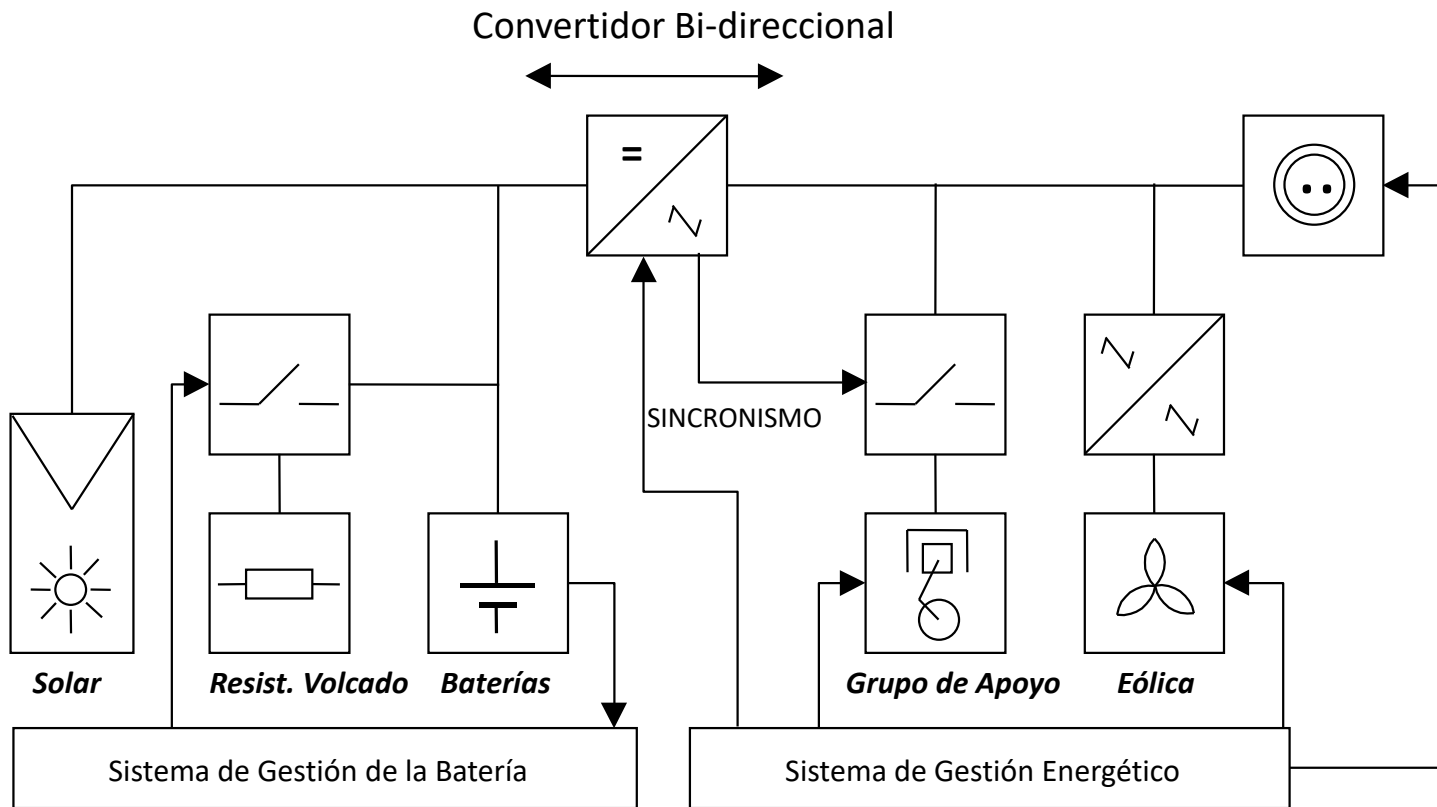 Convertidor Bi-direccional
=
SINCRONISMO
Solar
Resist. Volcado
Baterías
Grupo de Apoyo
Eólica
Sistema de Gestión de la Batería
Sistema de Gestión Energético